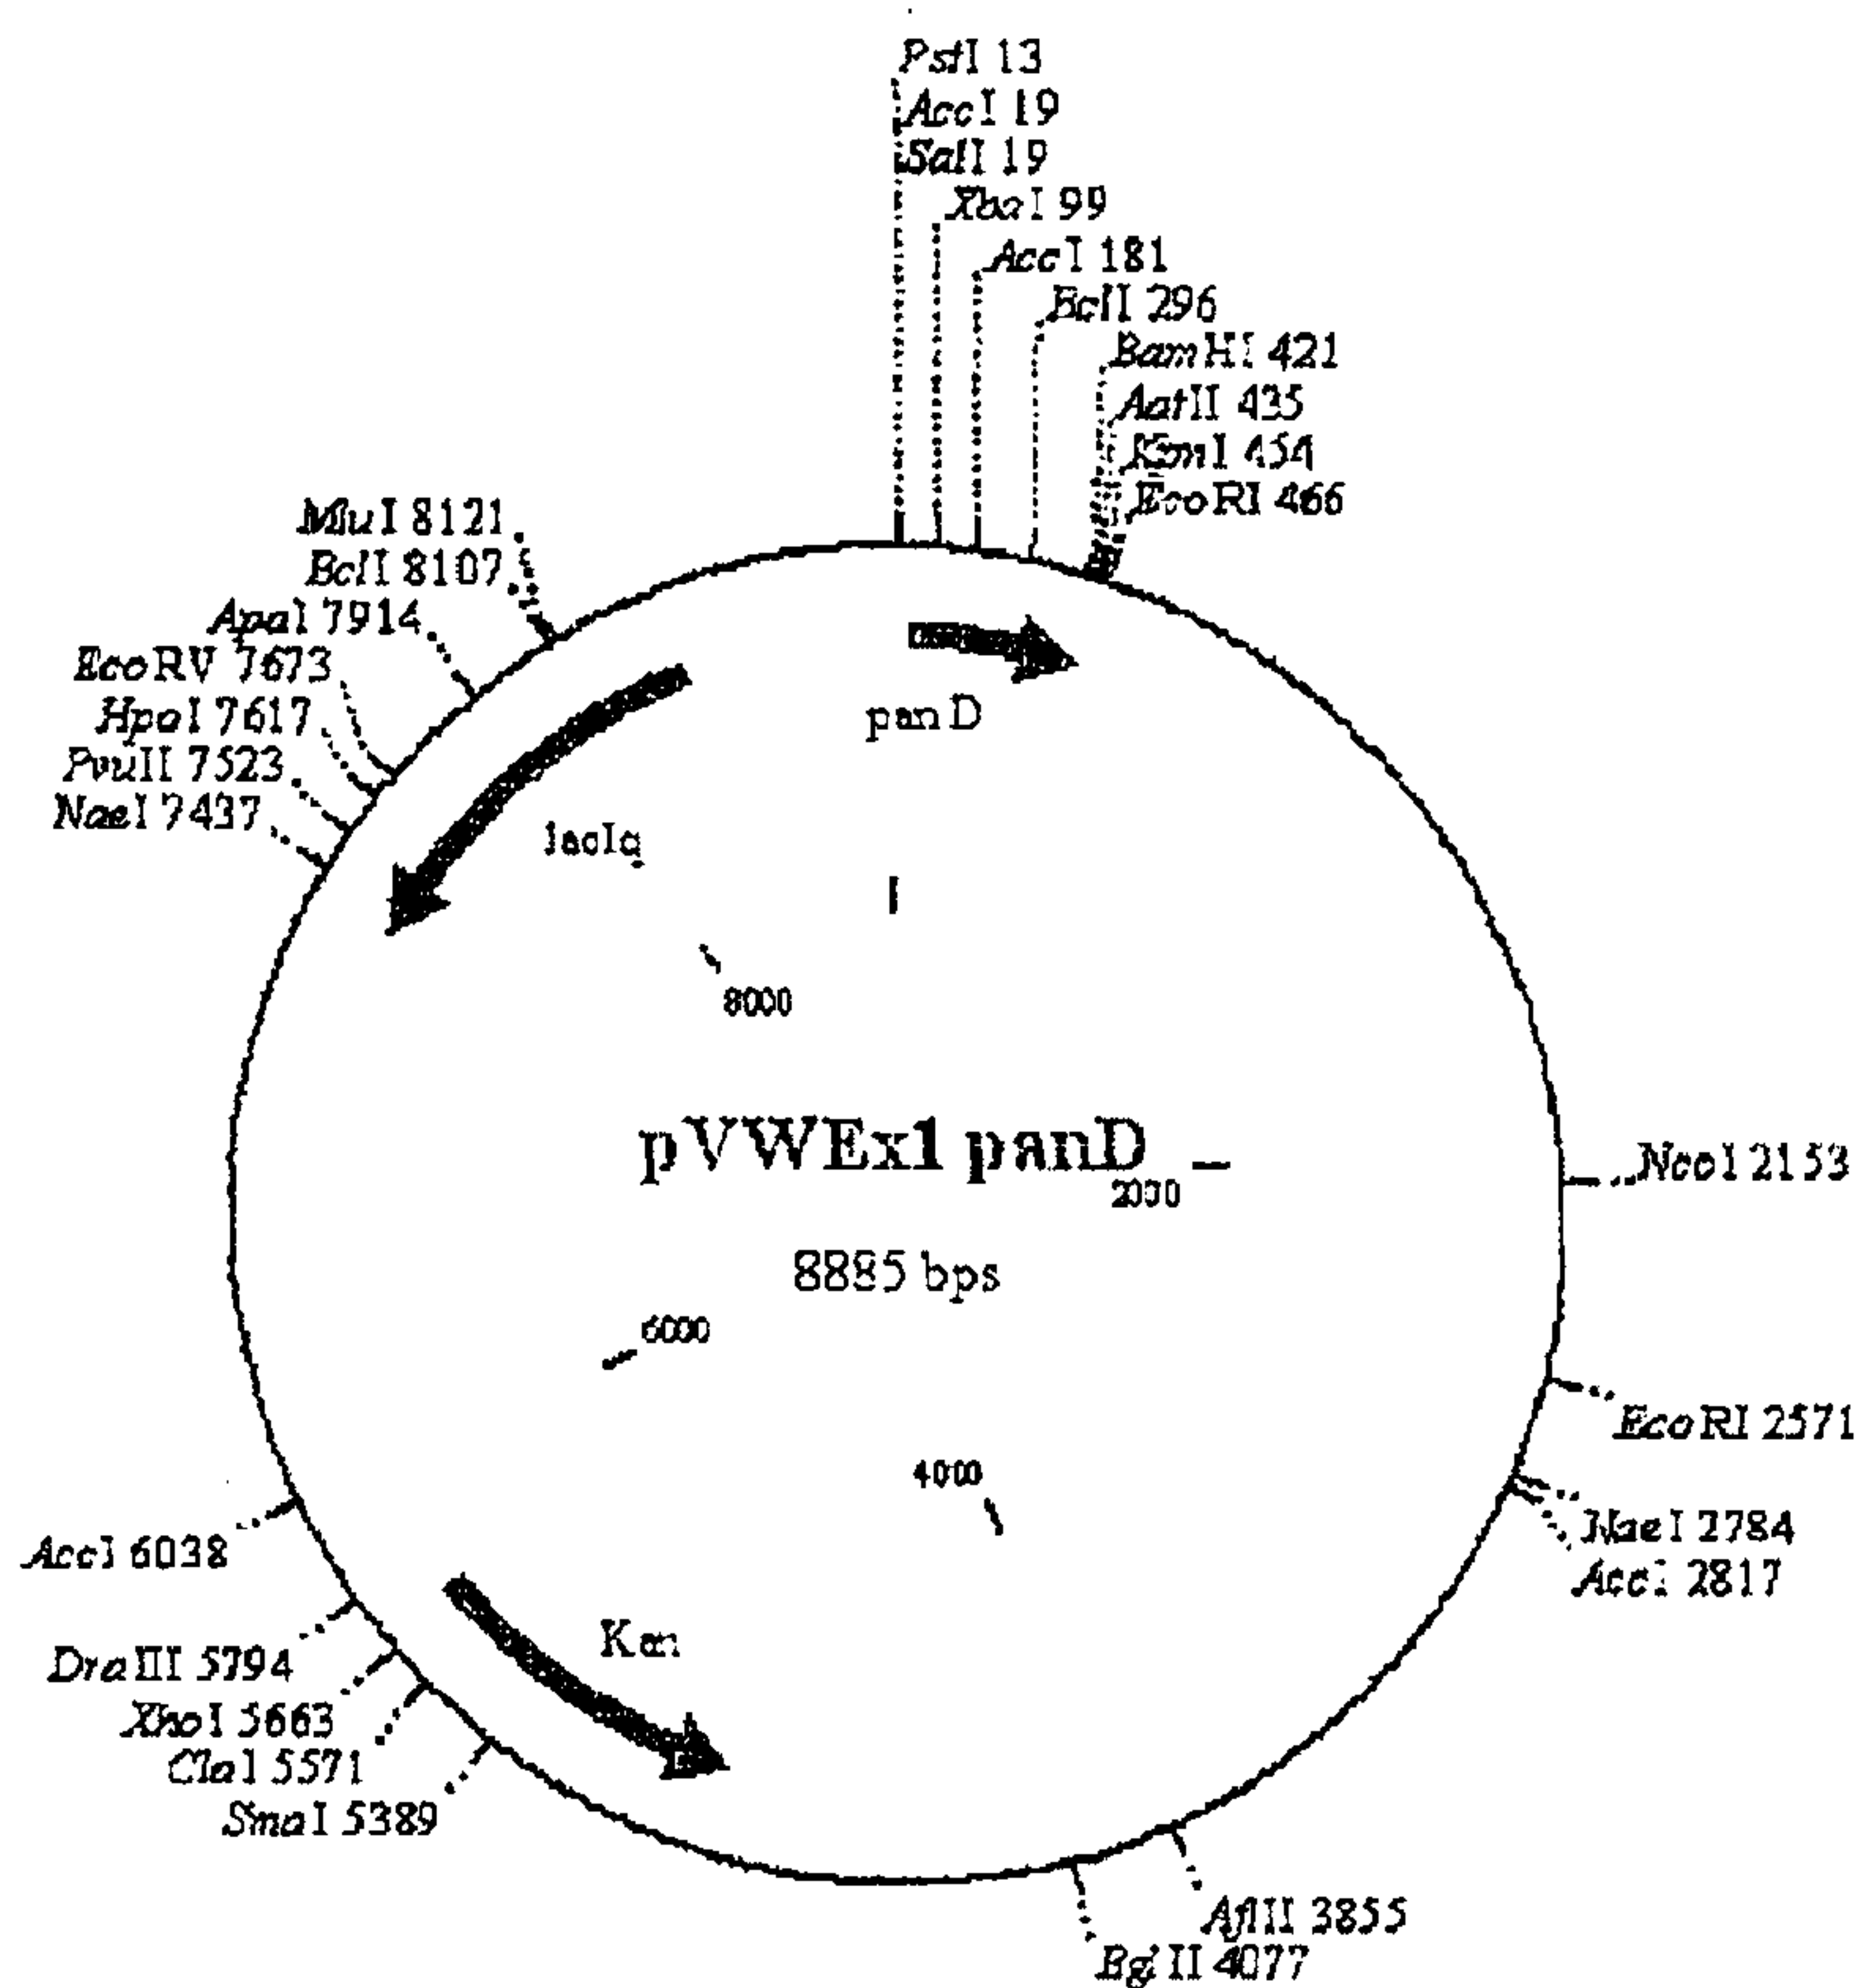 PstI 13
AccI 19
SalI 19
XbaI 99
AccI 181
BclI 296
BamHI 421
AatII 435
KpnI 454
EcoRI 466
MluI 8121
BclI 8107
ApaI 7914
EcoRV 7673
HpaI 7617
PvuII 7523
NaeI 7437
panD
lacIq
1
8000
pVWEx1 panD
2000
NcoI 2153
8885 bps
6000
EcoRI 2571
4000
NaeI 2784
AccI 2817
AccI 6038
Kan
DraIII 5794
XhoI 5663
ClaI 5571
SmaI 5389
AflII 3855
BglII 4077